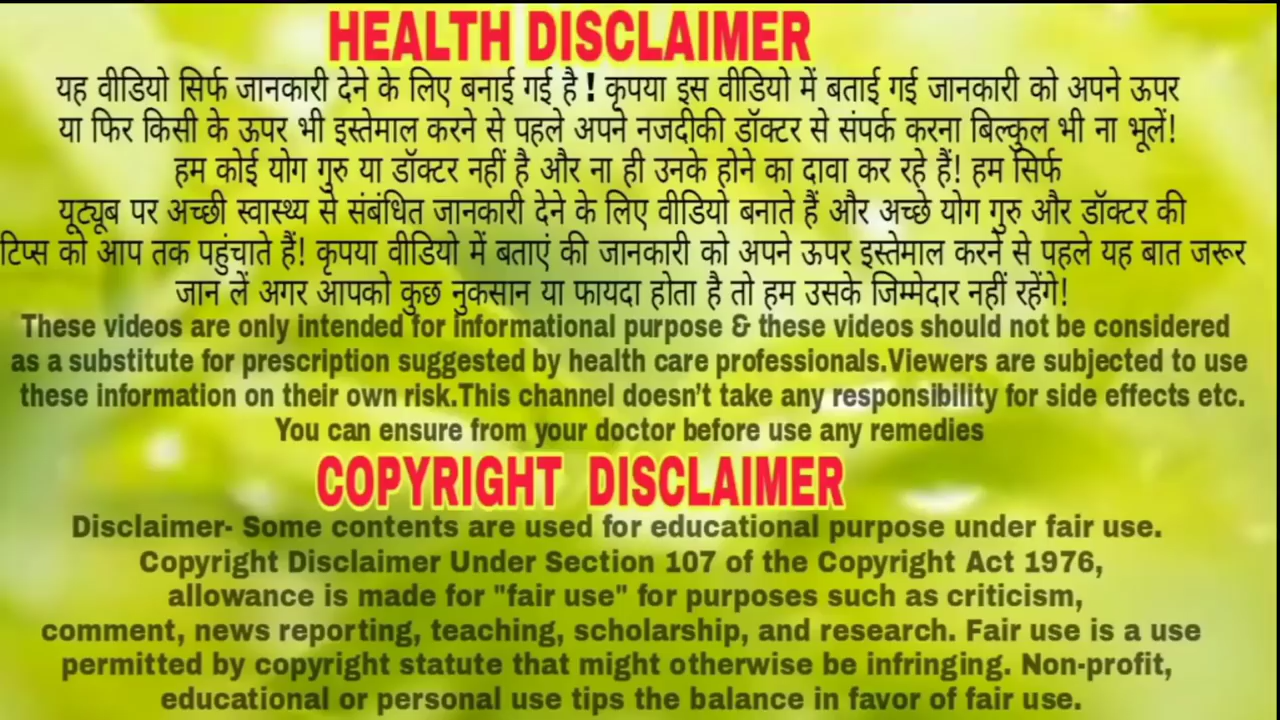 HEALTH DISCLAIMER
यह वीडियो सिर्फ जानकारी देने के लिए बनाई गई है ! कृपया इस वीडियो में बताई गई जानकारी को अपने ऊपर
या फिर किसी के ऊपर भी इस्तेमाल करने से पहले अपने नजदीकी डॉक्टर से संपर्क करना बिल्कुल भी ना भूलें!
हम कोई योग गुरु या डॉक्टर नहीं है और ना ही उनके होने का दावा कर रहे हैं! हम सिर्फ
यूट्यूब पर अच्छी स्वास्थ्य से संबंधित जानकारी देने के लिए वीडियो बनाते हैं और अच्छे योग गुरु और डॉक्टर की
टिप्स को आप तक पहुंचाते हैं! कृपया वीडियो में बताएं की जानकारी को अपने ऊपर इस्तेमाल करने से पहले यह बात जरूर
जान लें अगर आपको कुछ नुकसान या फायदा होता है तो हम उसके जिम्मेदार नहीं रहेंगे!
These videos are only intended for informational purpose & these videos should not be considered
as a substitute for prescription suggested by health care professionals.Viewers are subjected to use
these information on their own risk.This channel doesn't take any responsibility for side effects etc.
You can ensure from your doctor before use any remedies
COPYRIGHT DISCLAIMER
Disclaimer- Some contents are used for educational purpose under fair use.
Copyright Disclaimer Under Section 107 of the Copyright Act 1976,
allowance is made for "fair use" for purposes such as criticism,
comment, news reporting, teaching, scholarship, and research. Fair use is a use
permitted by copyright statute that might otherwise be infringing. Non-profit,
educational or personal use tips the balance in favor of fair use.